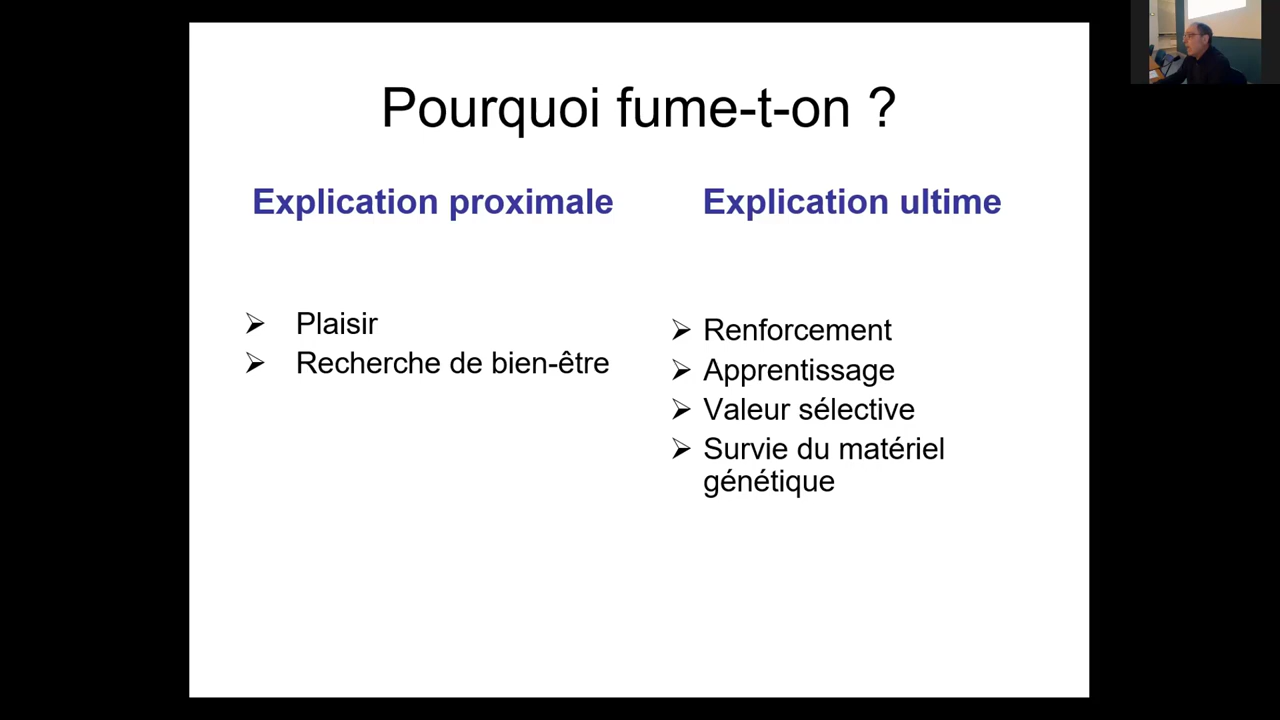 Pourquoi fume-t-on ?
Explication proximale
➢ Plaisir
➢ Recherche de bien-être
Explication ultime
➢ Renforcement
➢ Apprentissage
➢ Valeur sélective
➢ Survie du matériel
génétique